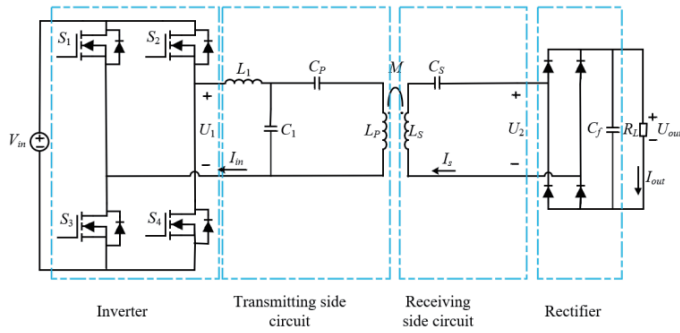 S1
S2
L1
CP
M
CS
+
+
+
Vin
U1
C1
LP
LS
U2
Cf
RL
Uout
−
−
−
Iin
Is
Iout
S3
S4
Inverter
Transmitting side
circuit
Receiving
side circuit
Rectifier